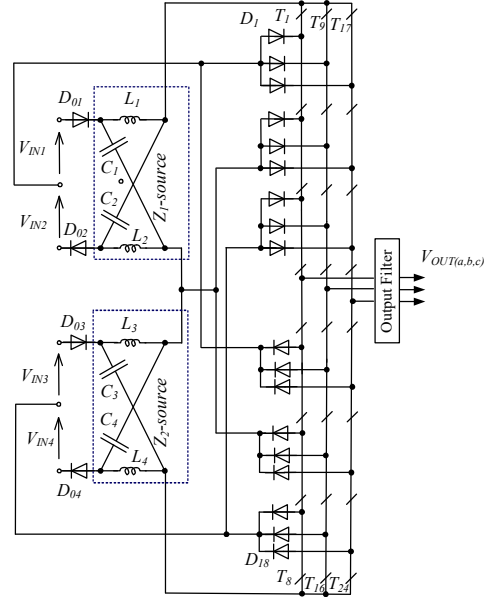 D1
T1
T9
T17
D01
L1
VIN1
C1
Z1-source
C2
VIN2
D02
L2
VOUT(a,b,c)
Output Filter
D03
L3
VIN3
C3
Z2-source
C4
VIN4
L4
D04
D18
T8
T16
T24